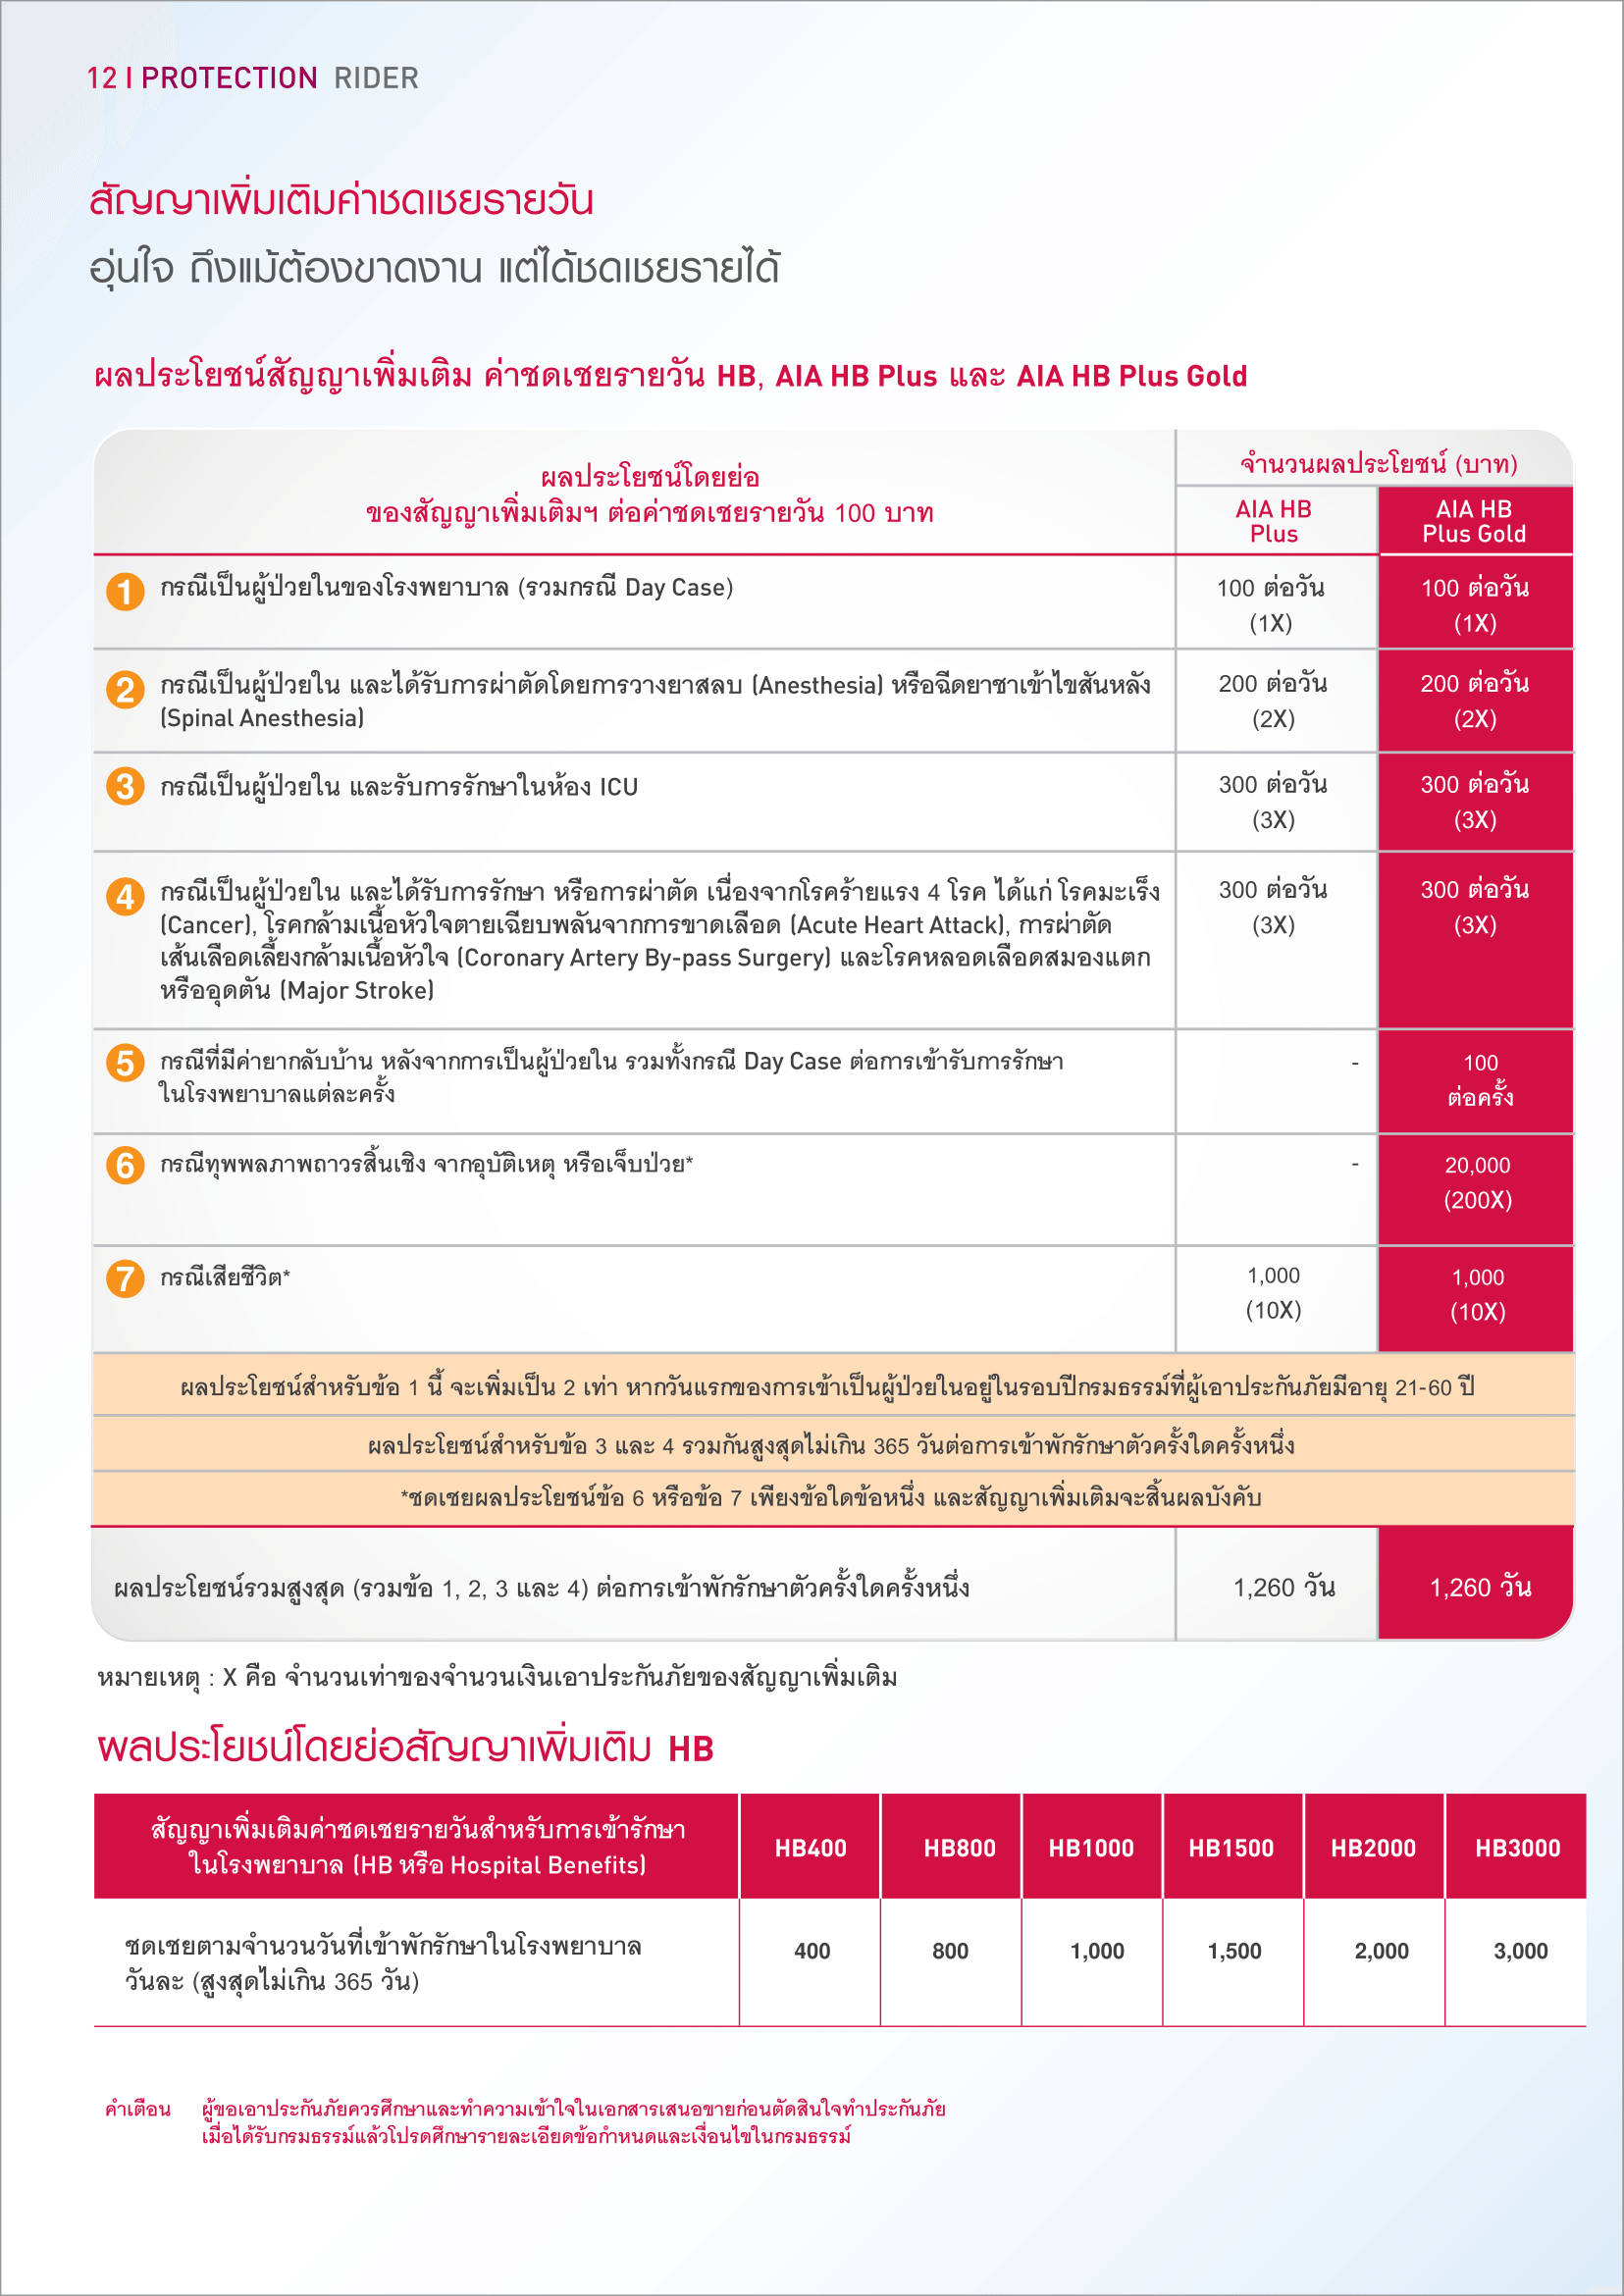 12 | PROTECTION RIDER
สัญญาเพิ่มเติมค่าชดเชยรายวัน
อุ่นใจ ถึงแม้ต้องขาดงาน แต่ได้ชดเชยรายได้
ผลประโยชน์สัญญาเพิ่มเติม ค่าชดเชยรายวัน HB, AIA HB Plus และ AIA HB Plus Gold
ผลประโยชน์โดยย่อ
ของสัญญาเพิ่มเติมฯ ต่อค่าชดเชยรายวัน 100 บาท
จำนวนผลประโยชน์ (บาท)
AIA HB
Plus
AIA HB
Plus Gold
1 กรณีเป็นผู้ป่วยในของโรงพยาบาล (รวมกรณี Day Case)
100 ต่อวัน
(1X)
100 ต่อวัน
(1X)
2 กรณีเป็นผู้ป่วยใน และได้รับการผ่าตัดโดยการวางยาสลบ (Anesthesia) หรือฉีดยาชาเข้าไขสันหลัง
(Spinal Anesthesia)
200 ต่อวัน
(2X)
200 ต่อวัน
(2X)
3 กรณีเป็นผู้ป่วยใน และรับการรักษาในห้อง ICU
300 ต่อวัน
(3X)
300 ต่อวัน
(3X)
4 กรณีเป็นผู้ป่วยใน และได้รับการรักษา หรือการผ่าตัด เนื่องจากโรคร้ายแรง 4 โรค ได้แก่ โรคมะเร็ง
(Cancer), โรคกล้ามเนื้อหัวใจตายเฉียบพลันจากการขาดเลือด (Acute Heart Attack), การผ่าตัด
เส้นเลือดเลี้ยงกล้ามเนื้อหัวใจ (Coronary Artery By-pass Surgery) และโรคหลอดเลือดสมองแตก
หรืออุดตัน (Major Stroke)
300 ต่อวัน
(3X)
300 ต่อวัน
(3X)
5 กรณีที่มีค่ายากลับบ้าน หลังจากการเป็นผู้ป่วยใน รวมทั้งกรณี Day Case ต่อการเข้ารับการรักษา
ในโรงพยาบาลแต่ละครั้ง
-
100
ต่อครั้ง
6 กรณีทุพพลภาพถาวรสิ้นเชิง จากอุบัติเหตุ หรือเจ็บป่วย*
-
20,000
(200X)
7 กรณีเสียชีวิต*
1,000
(10X)
1,000
(10X)
ผลประโยชน์สำหรับข้อ 1 นี้ จะเพิ่มเป็น 2 เท่า หากวันแรกของการเข้าเป็นผู้ป่วยในอยู่ในรอบปีกรมธรรม์ที่ผู้เอาประกันภัยมีอายุ 21-60 ปี
ผลประโยชน์สำหรับข้อ 3 และ 4 รวมกันสูงสุดไม่เกิน 365 วันต่อการเข้าพักรักษาตัวครั้งใดครั้งหนึ่ง
*ชดเชยผลประโยชน์ข้อ 6 หรือข้อ 7 เพียงข้อใดข้อหนึ่ง และสัญญาเพิ่มเติมจะสิ้นผลบังคับ
ผลประโยชน์รวมสูงสุด (รวมข้อ 1, 2, 3 และ 4) ต่อการเข้าพักรักษาตัวครั้งใดครั้งหนึ่ง
1,260 วัน
1,260 วัน
หมายเหตุ : X คือ จำนวนเท่าของจำนวนเงินเอาประกันภัยของสัญญาเพิ่มเติม
ผลประโยชน์โดยย่อสัญญาเพิ่มเติม HB
สัญญาเพิ่มเติมค่าชดเชยรายวันสำหรับการเข้ารักษา
ในโรงพยาบาล (HB หรือ Hospital Benefits)
HB400 HB800 HB1000 HB1500 HB2000 HB3000
ชดเชยตามจำนวนวันที่เข้าพักรักษาในโรงพยาบาล
วันละ (สูงสุดไม่เกิน 365 วัน)
400 800 1,000 1,500 2,000 3,000
คำเตือน ผู้ขอเอาประกันภัยควรศึกษาและทำความเข้าใจในเอกสารเสนอขายก่อนตัดสินใจทำประกันภัย
เมื่อได้รับกรมธรรม์แล้วโปรดศึกษารายละเอียดข้อกำหนดและเงื่อนไขในกรมธรรม์